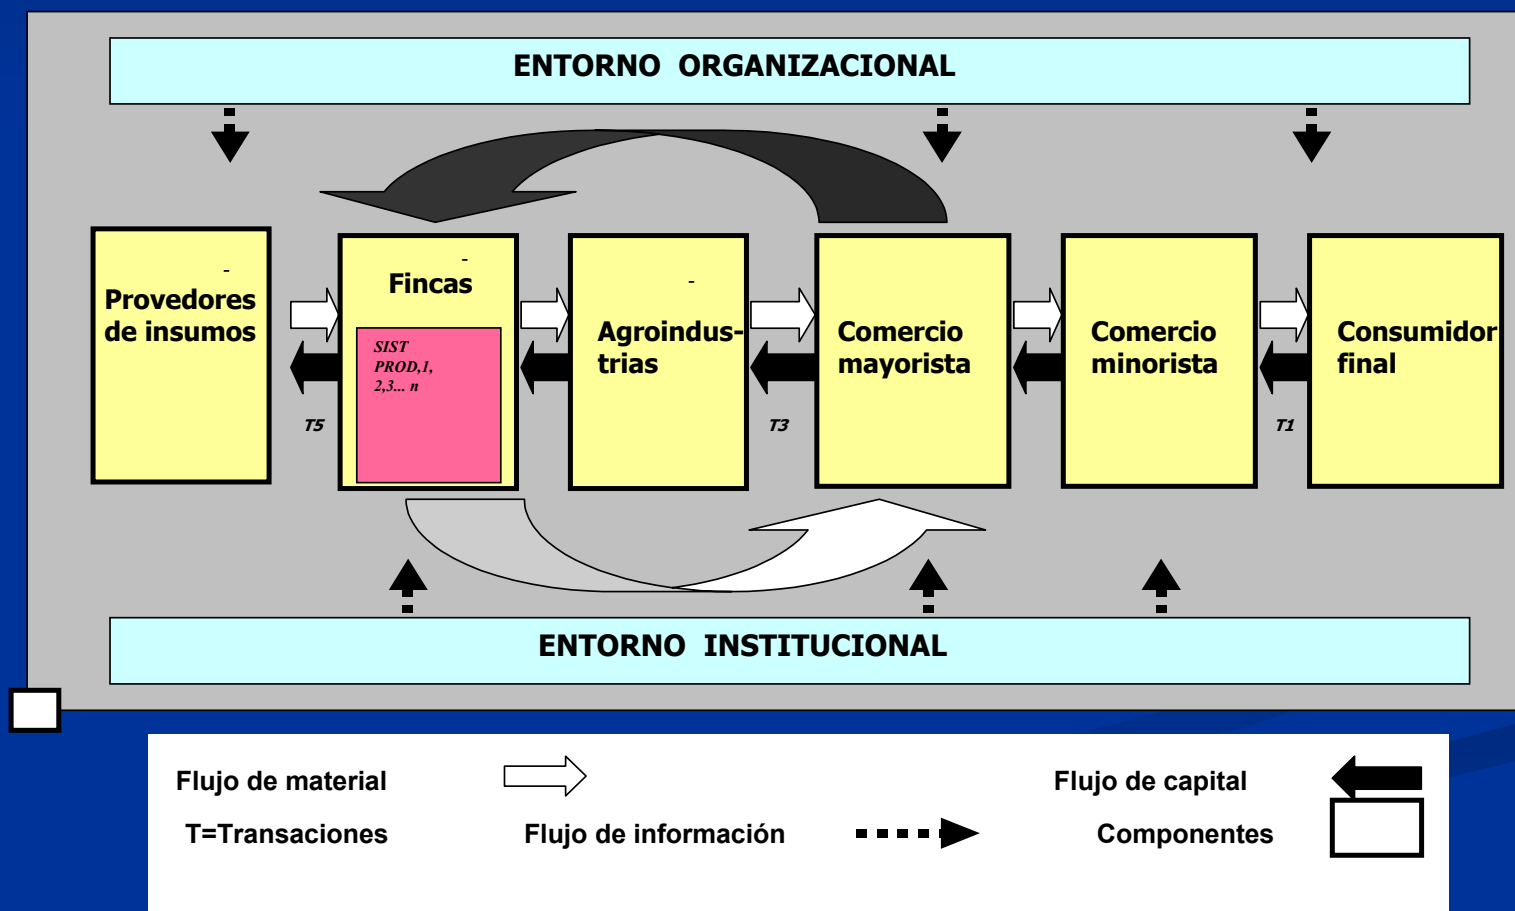 ENTORNO ORGANIZACIONAL
Provedores
de insumos
Fincas
SIST
PROD,1,
2,3... n
Agroindus-
trias
Comercio
mayorista
Comercio
minorista
Consumidor
final
T5
T3
T1
ENTORNO INSTITUCIONAL
Flujo de material
Flujo de capital
T=Transaciones
Flujo de información
Componentes